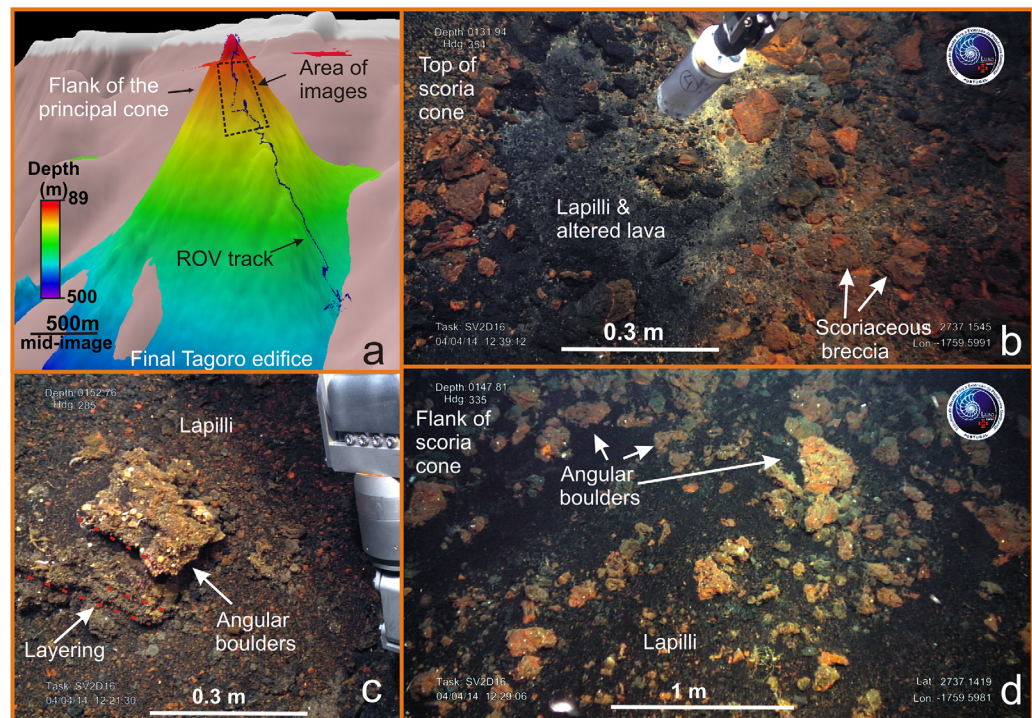 Flank of the
principal cone
Area of
images
Depth
(m)
89
500
500m
mid-image
ROV track
Final Tagoro edifice
a
Depth:0131.94
Hdg: 354
Top of
scoria
cone
Lapilli &
altered lava
Scoriaceous
breccia
Task: SV2D16
04/04/14 12:39:12
0.3 m
2737.1545
Lon:-1759.5991
PORTUGAL
b
Depth:0152.76
Hdg: 285
Lapilli
Angular
boulders
Layering
Task: SV2D16
04/04/14 12:21:30
0.3 m
c
Depth:0147.81
Hdg: 335
Flank of
scoria
cone
Angular
boulders
Lapilli
Task: SV2D16
04/04/14 12:29:06
1 m
Lat: 2737.1419
Lon:-1759.5981
PORTUGAL
d